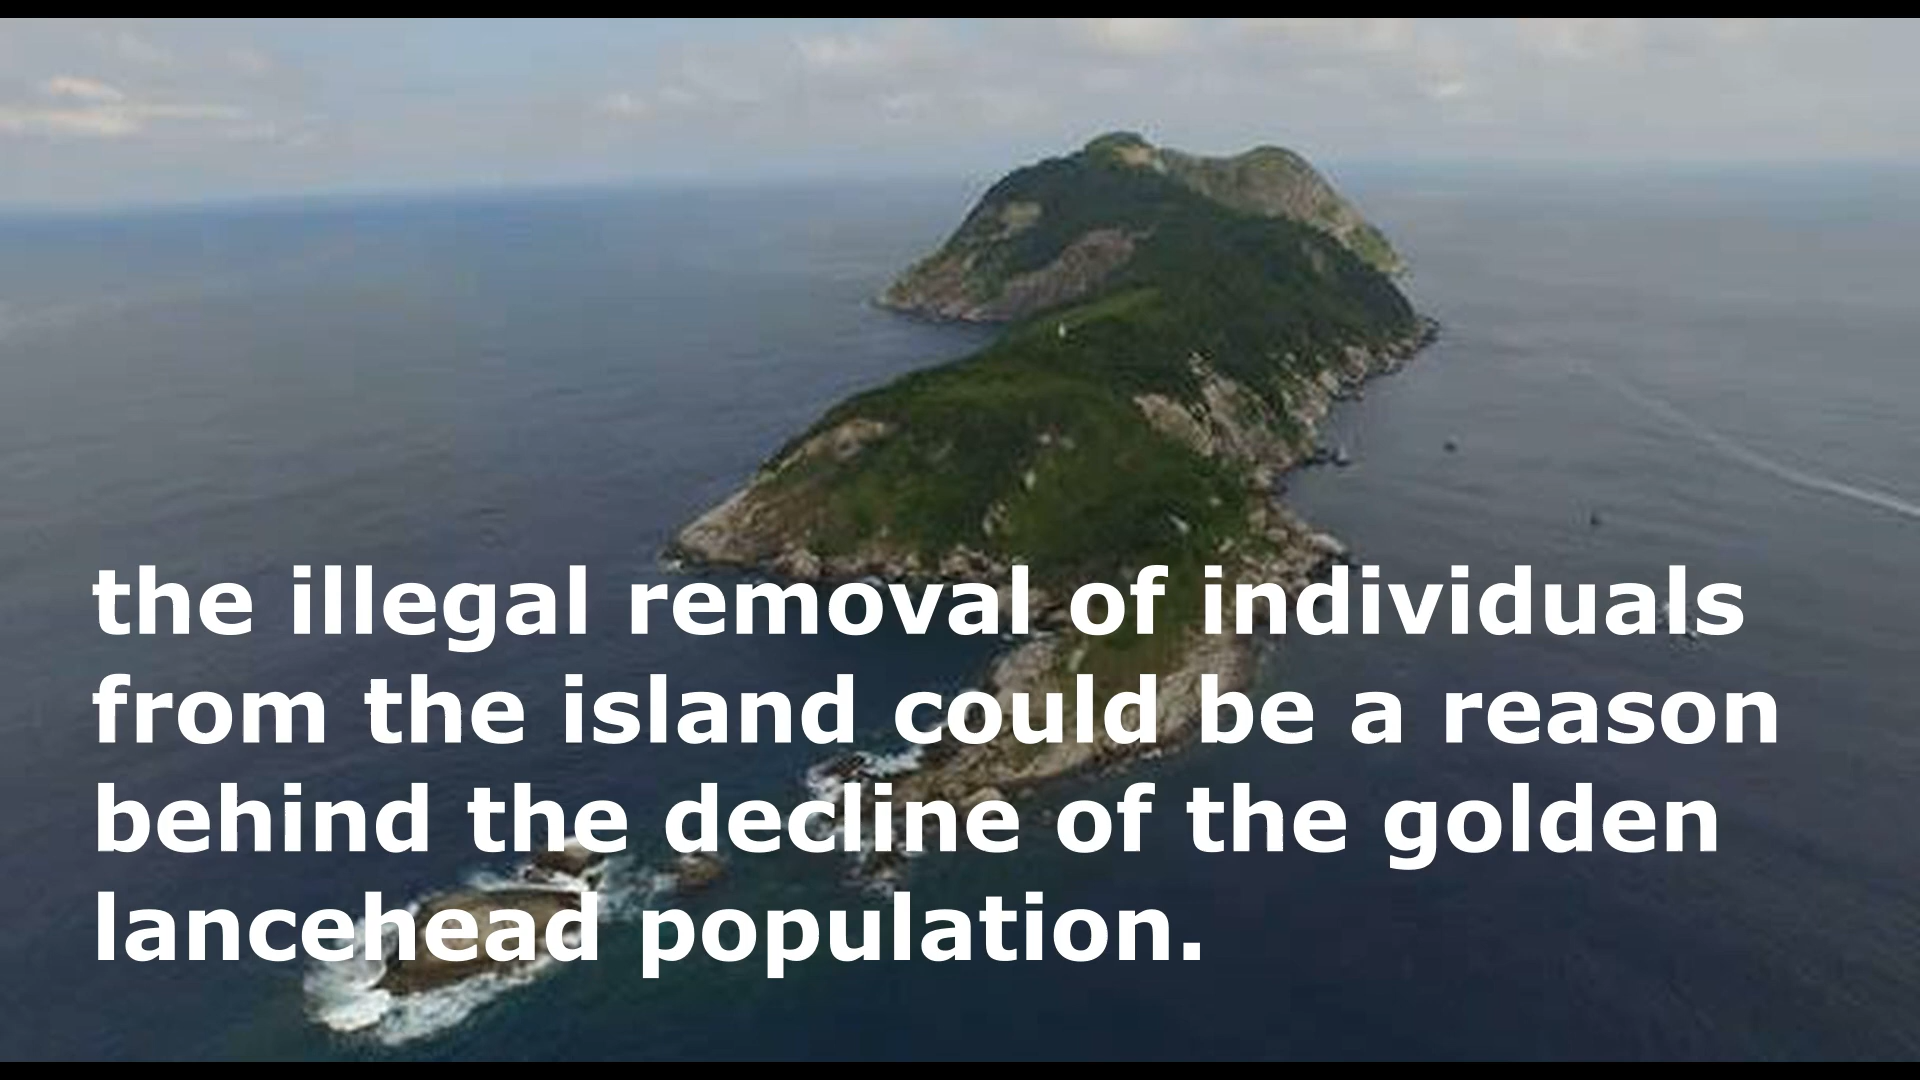 the illegal removal of individuals
from the island could be a reason
behind the decline of the golden
lancehead population.